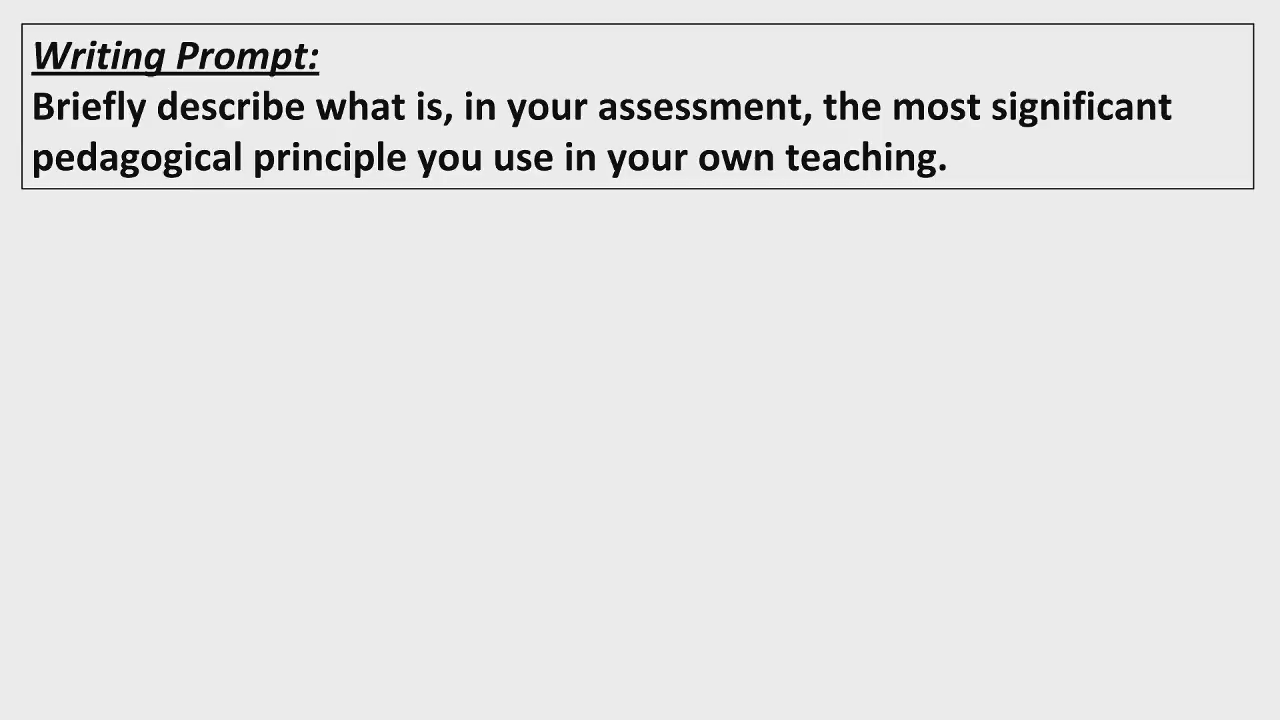 Writing Prompt:
Briefly describe what is, in your assessment, the most significant
pedagogical principle you use in your own teaching.